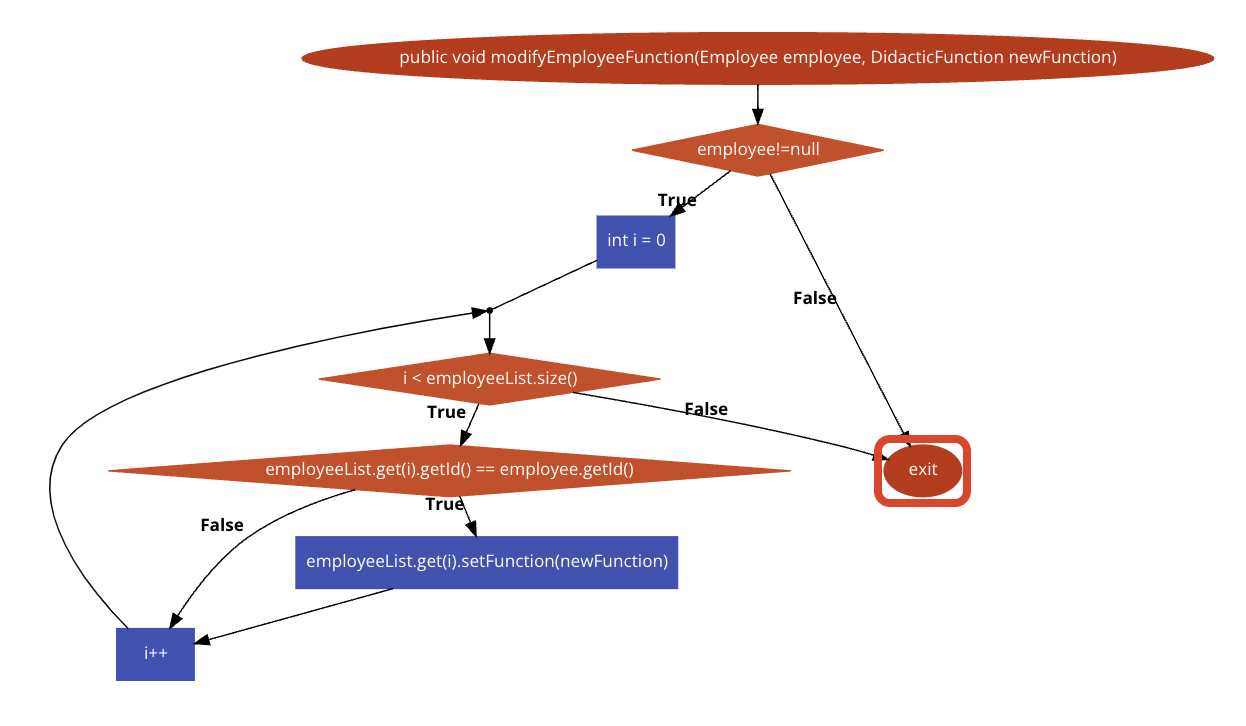 public void modifyEmployeeFunction(Employee employee, DidacticFunction newFunction)
employee!=null
True
int i = 0
False
i < employeeList.size()
True
False
employeeList.get(i).getId() == employee.getId()
exit
True
False
employeeList.get(i).setFunction(newFunction)
i++